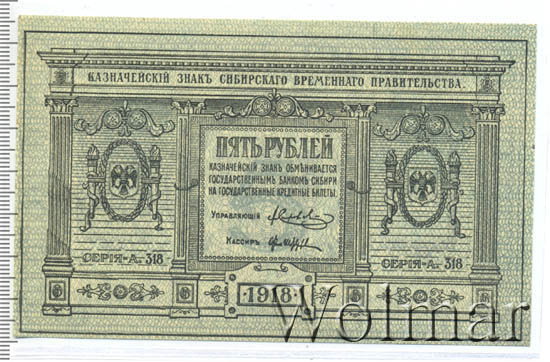 КАЗНАЧЕЙСКІЙ ЗНАКЪ СИБИРСКАГО ВРЕМЕННАГО ПРАВИТЕЛЬСТВА.
ПЯТЬ РУБЛЕЙ
КАЗНАЧЕЙСКІЙ ЗНАКЪ ОБМѢНИВАЕТСЯ
ГОСУДАРСТВЕННЫМЪ БАНКОМЪ СИБИРИ
НА ГОСУДАРСТВЕННЫЕ КРЕДИТНЫЕ БИЛЕТЫ.
УПРАВЛЯЮЩІЙ
КАССИРЪ
СЕРІЯ-А. 318
СЕРІЯ-А. 318
1918
Wolmar